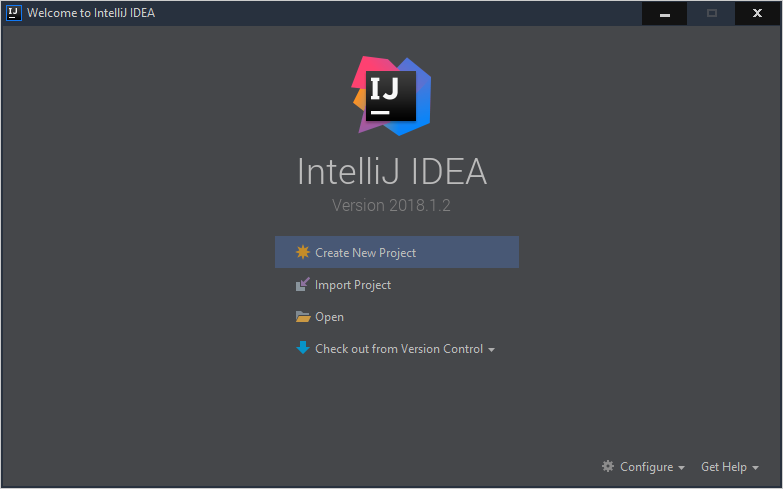 IJ Welcome to IntelliJ IDEA
IJ
IntelliJ IDEA
Version 2018.1.2
Create New Project
Import Project
Open
Check out from Version Control
Configure Get Help